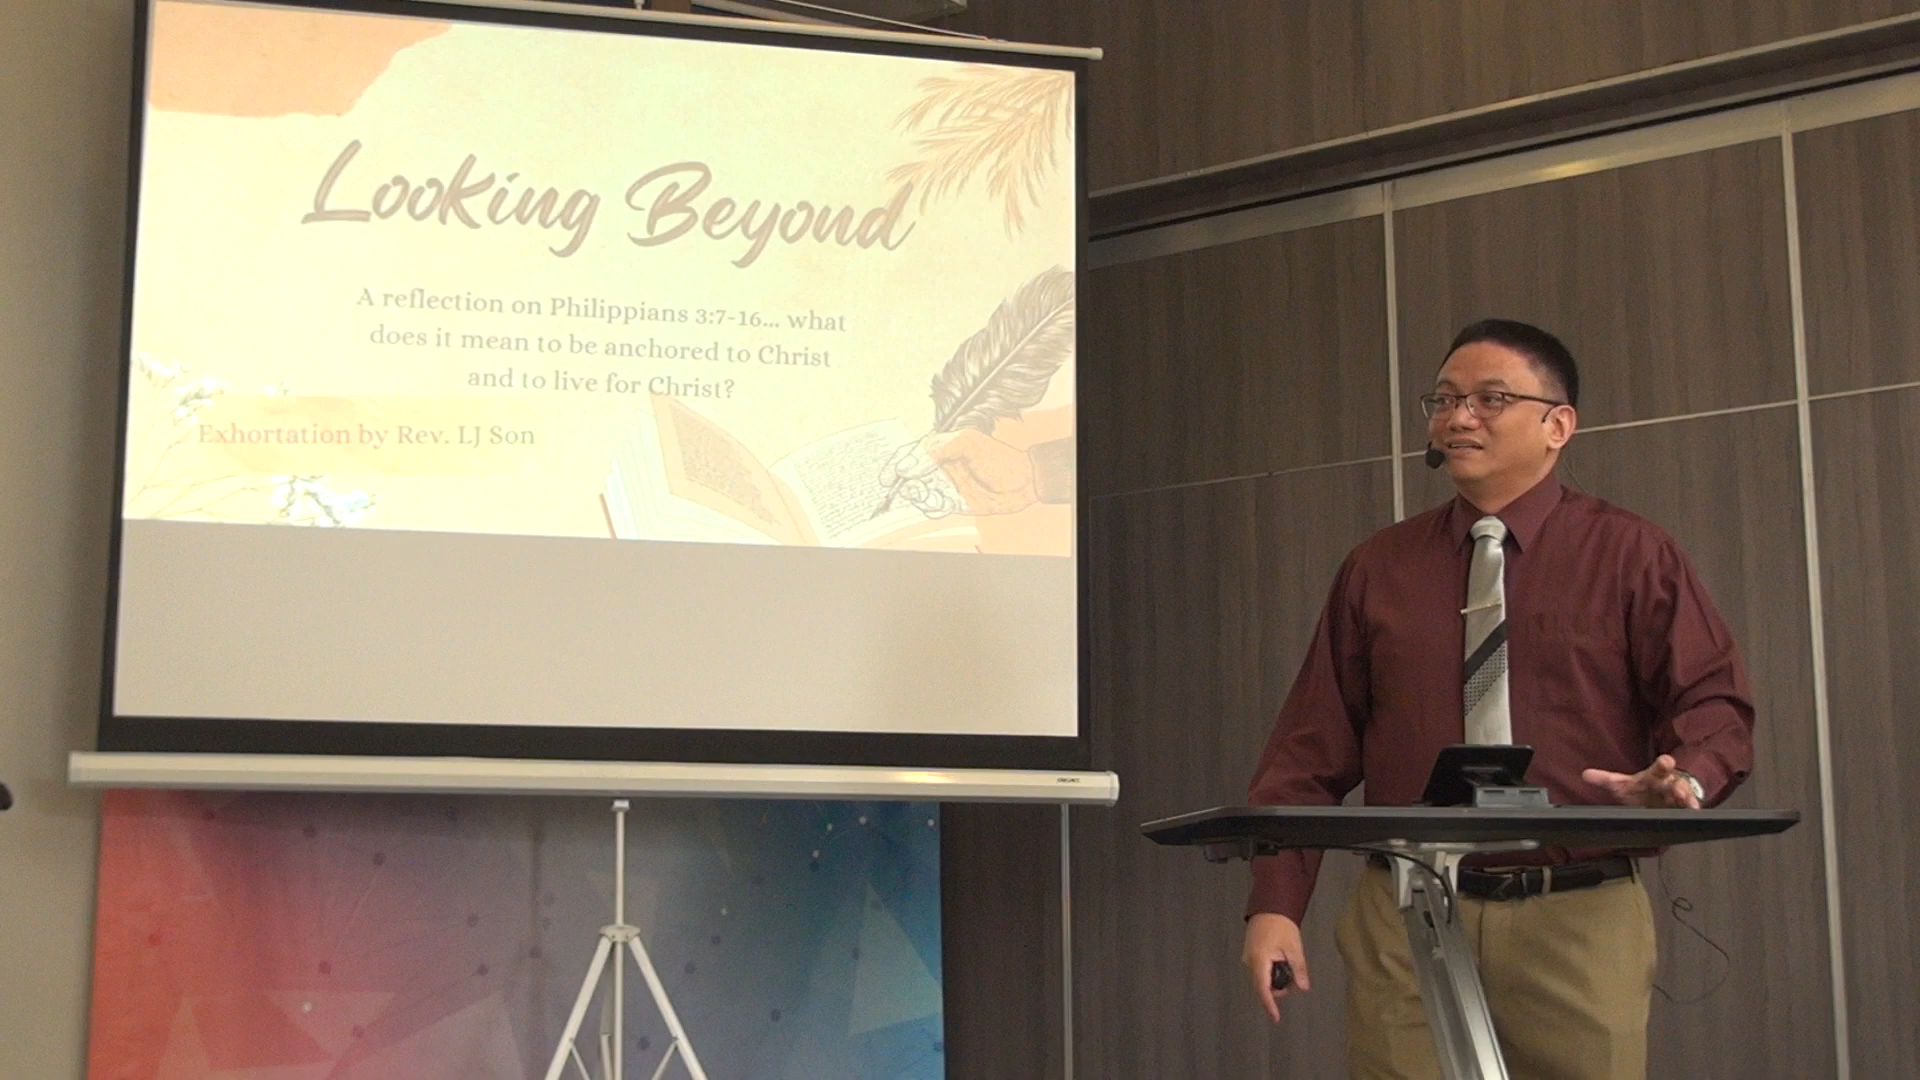 Looking Beyond
A reflection on Philippians 3:7-16... what
does it mean to be anchored to Christ
and to live for Christ?
Exhortation by Rev. LJ Son